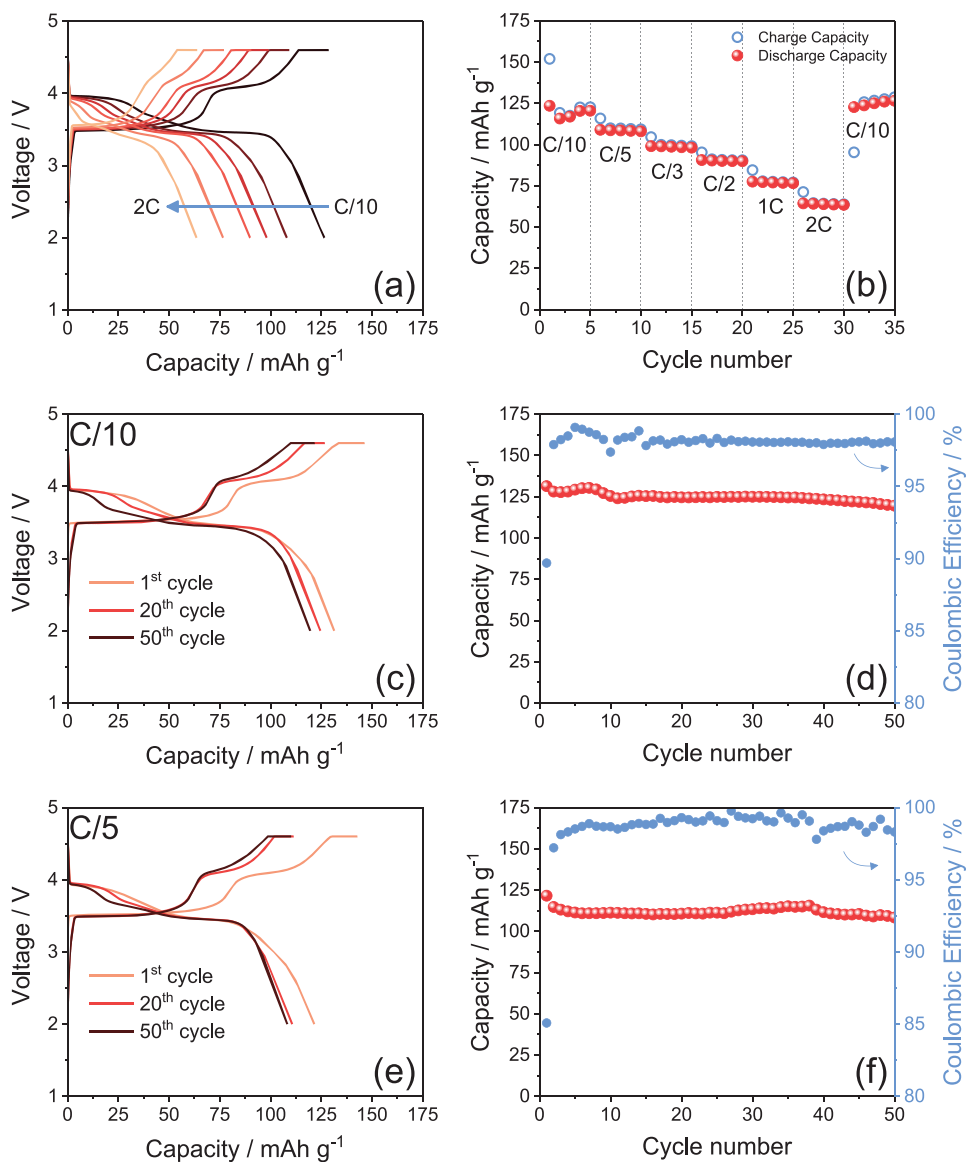 5
4
3
2
1
Voltage / V
2C
C/10
(a)
0 25 50 75 100 125 150 175
Capacity / mAh g⁻¹
175
150
125
100
75
50
25
0
Capacity / mAh g⁻¹
Charge Capacity
Discharge Capacity
C/10
C/5
C/3
C/2
1C
2C
C/10
(b)
0 5 10 15 20 25 30 35
Cycle number
C/10
5
4
3
2
1
Voltage / V
1st cycle
20th cycle
50th cycle
(c)
0 25 50 75 100 125 150 175
Capacity / mAh g⁻¹
175
150
125
100
75
50
25
0
Capacity / mAh g⁻¹
100
95
90
85
80
Coulombic Efficiency / %
(d)
0 10 20 30 40 50
Cycle number
C/5
5
4
3
2
1
Voltage / V
1st cycle
20th cycle
50th cycle
(e)
0 25 50 75 100 125 150 175
Capacity / mAh g⁻¹
175
150
125
100
75
50
25
0
Capacity / mAh g⁻¹
100
95
90
85
80
Coulombic Efficiency / %
(f)
0 10 20 30 40 50
Cycle number